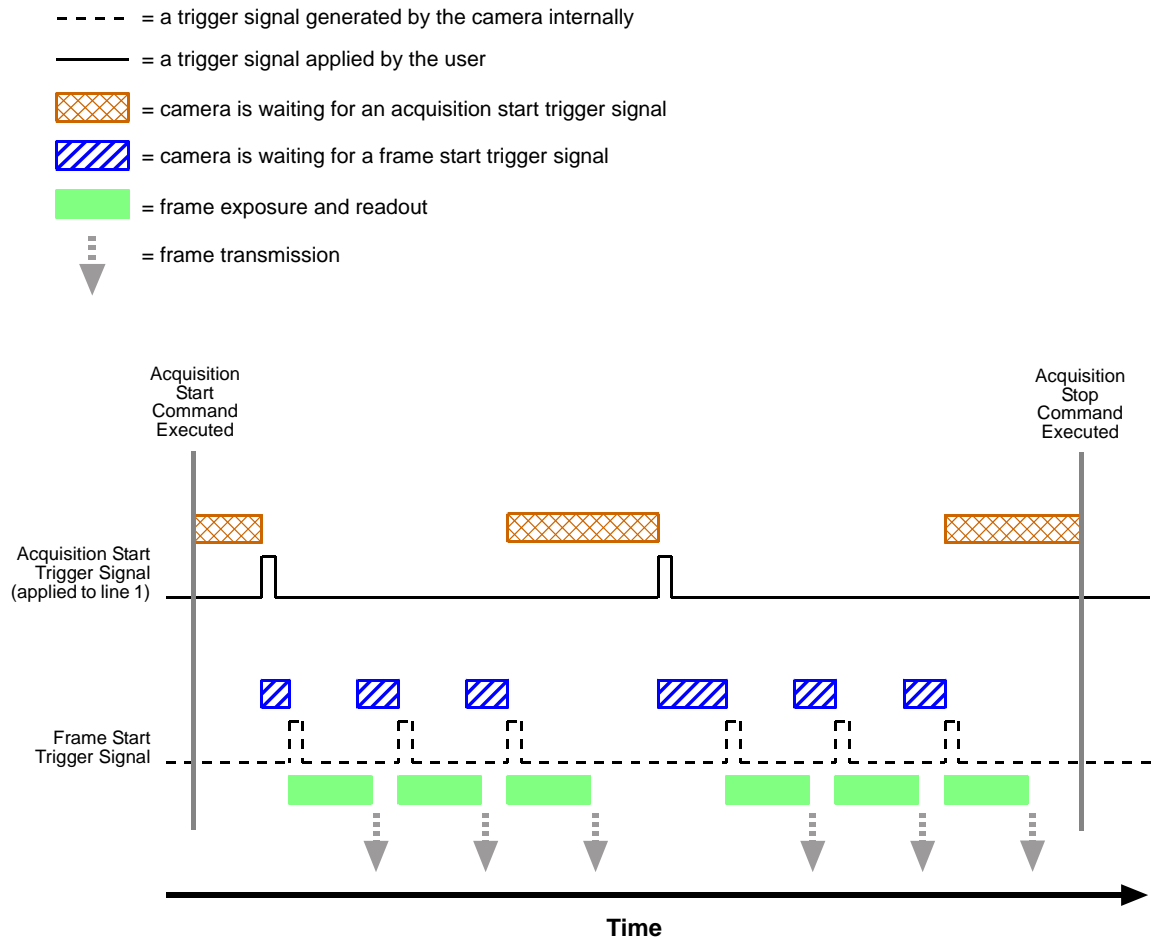 = a trigger signal generated by the camera internally
= a trigger signal applied by the user
= camera is waiting for an acquisition start trigger signal
= camera is waiting for a frame start trigger signal
= frame exposure and readout
= frame transmission
Acquisition
Start
Command
Executed
Acquisition
Stop
Command
Executed
Acquisition Start
Trigger Signal
(applied to line 1)
Frame Start
Trigger Signal
Time